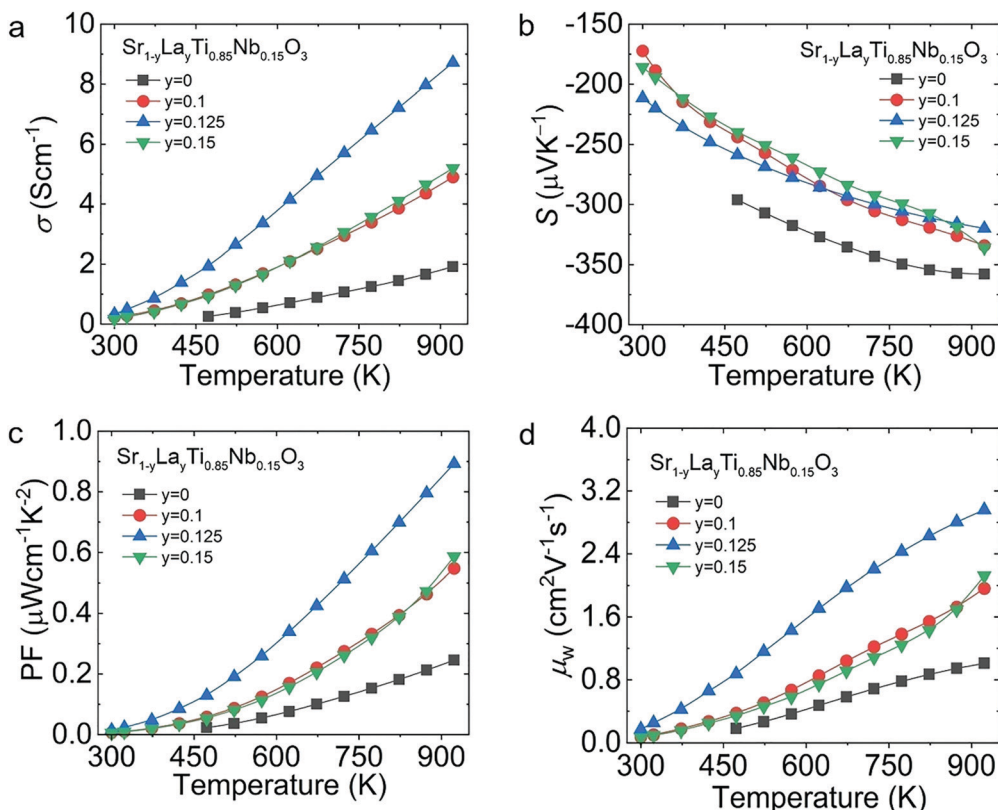 a
Sr1-yLayTi0.85Nb0.15O3
y=0
y=0.1
y=0.125
y=0.15
σ (Scm⁻¹)
10
8
6
4
2
0
300 450 600 750 900
Temperature (K)
b
Sr1-yLayTi0.85Nb0.15O3
y=0
y=0.1
y=0.125
y=0.15
S (μVK⁻¹)
-150
-200
-250
-300
-350
-400
300 450 600 750 900
Temperature (K)
c
Sr1-yLayTi0.85Nb0.15O3
y=0
y=0.1
y=0.125
y=0.15
PF (μWcm⁻¹K⁻²)
1.0
0.8
0.6
0.4
0.2
0.0
300 450 600 750 900
Temperature (K)
d
Sr1-yLayTi0.85Nb0.15O3
y=0
y=0.1
y=0.125
y=0.15
μw (cm²V⁻¹s⁻¹)
4.0
3.2
2.4
1.6
0.8
0.0
300 450 600 750 900
Temperature (K)